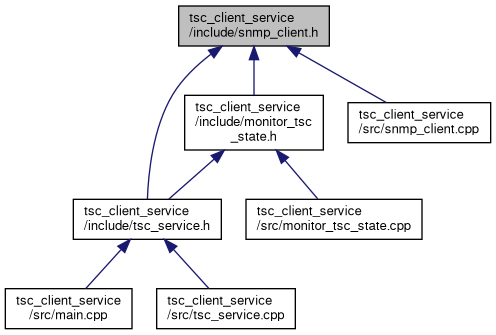 tsc_client_service
/include/snmp_client.h
tsc_client_service
/include/monitor_tsc
_state.h
tsc_client_service
/src/snmp_client.cpp
tsc_client_service
/include/tsc_service.h
tsc_client_service
/src/monitor_tsc_state.cpp
tsc_client_service
/src/main.cpp
tsc_client_service
/src/tsc_service.cpp